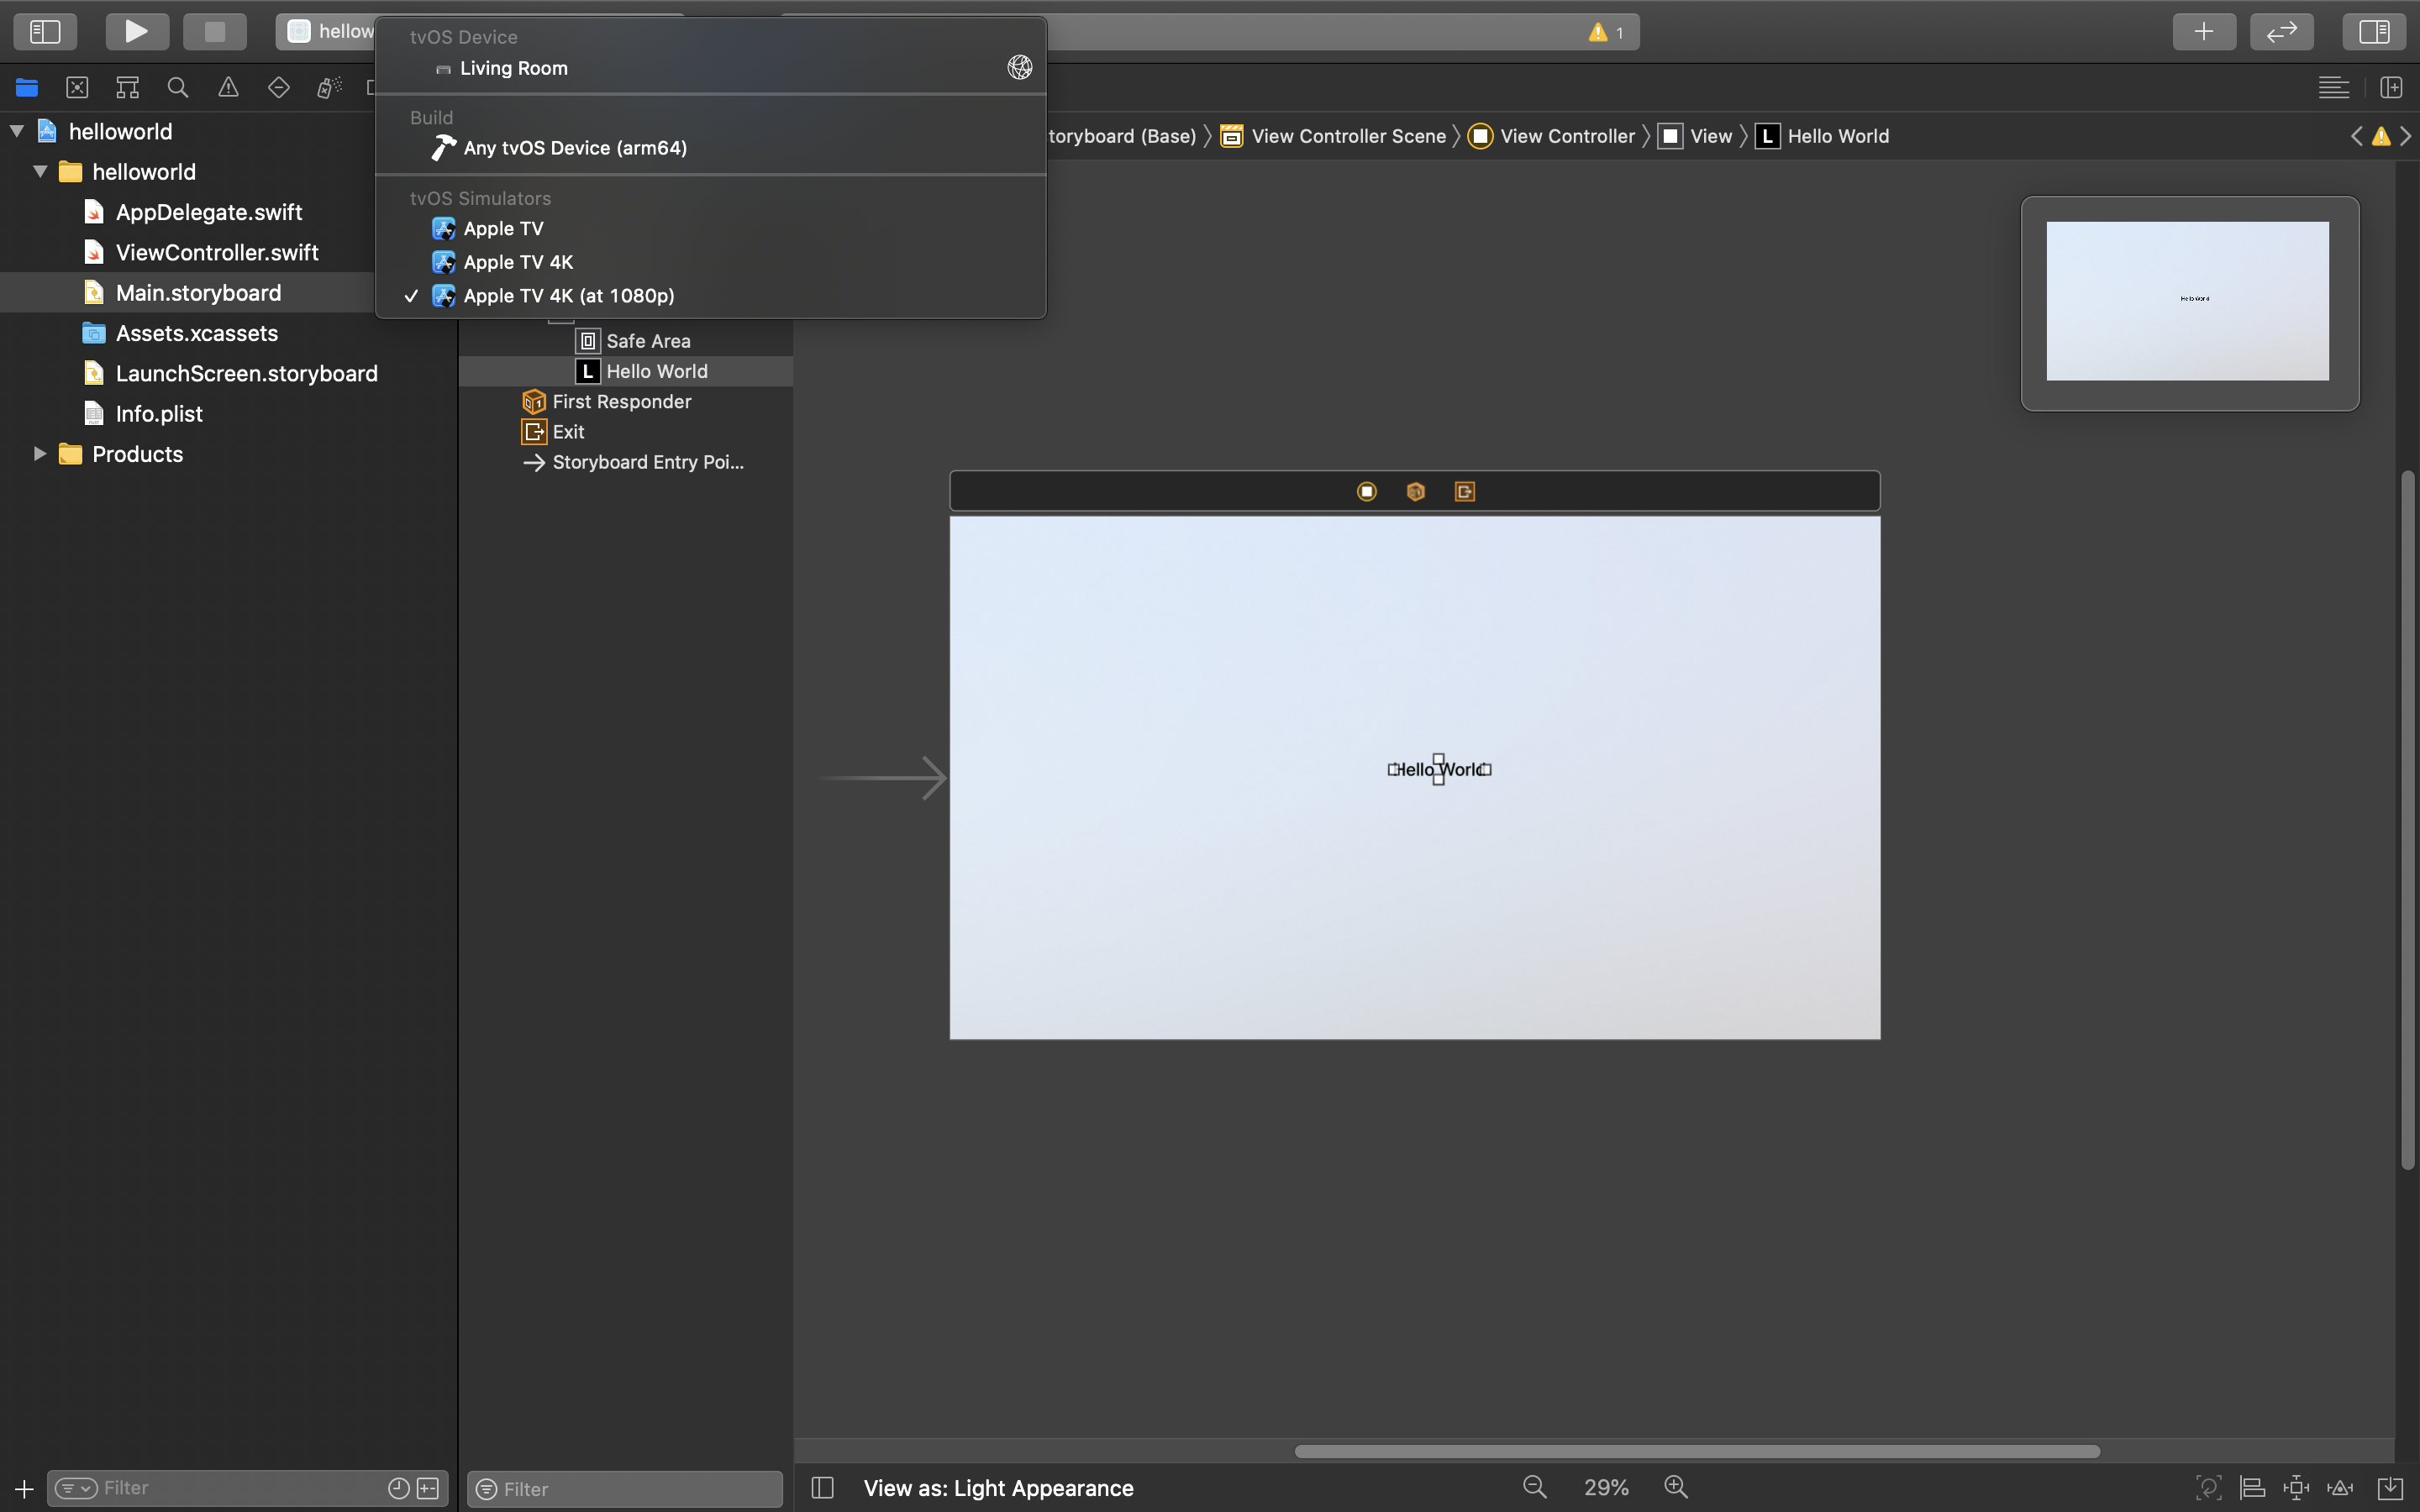 hellow
1
tvOS Device
Living Room
Build
Any tvOS Device (arm64)
tvOS Simulators
Apple TV
Apple TV 4K
✓ Apple TV 4K (at 1080p)
toryboard (Base) 〉 View Controller Scene 〉 View Controller 〉 View 〉 L Hello World
helloworld
helloworld
AppDelegate.swift
ViewController.swift
Main.storyboard
Assets.xcassets
LaunchScreen.storyboard
Info.plist
Products
Safe Area
L Hello World
First Responder
Exit
Storyboard Entry Poi...
Hello World
Hello World
Filter
Filter
View as: Light Appearance
29%